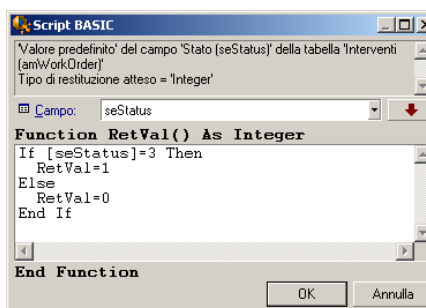 Script BASIC
'Valore predefinito' del campo 'Stato (seStatus)' della tabella 'Interventi
(amWorkOrder)'
Tipo di restituzione atteso = 'Integer'
Campo: seStatus
Function RetVal() As Integer
If [seStatus]=3 Then
  RetVal=1
Else
  RetVal=0
End If
End Function
OK Annulla